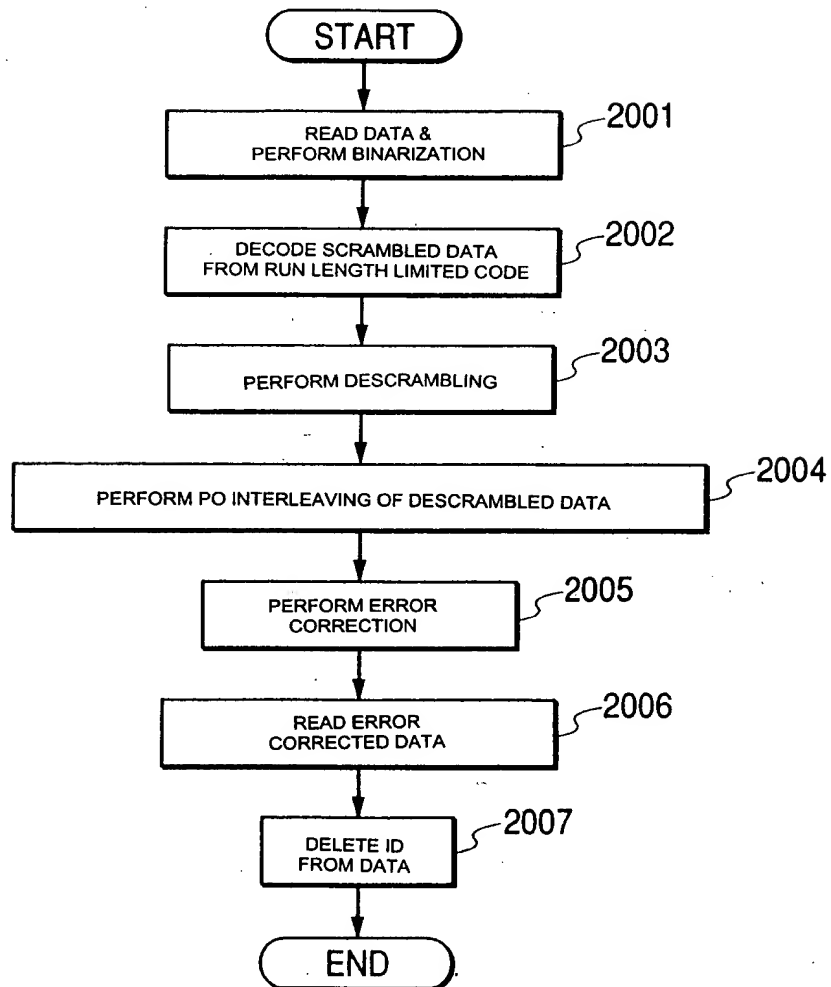 START
READ DATA &
PERFORM BINARIZATION
2001
DECODE SCRAMBLED DATA
FROM RUN LENGTH LIMITED CODE
2002
PERFORM DESCRAMBLING
2003
PERFORM PO INTERLEAVING OF DESCRAMBLED DATA
2004
PERFORM ERROR
CORRECTION
2005
READ ERROR
CORRECTED DATA
2006
DELETE ID
FROM DATA
2007
END